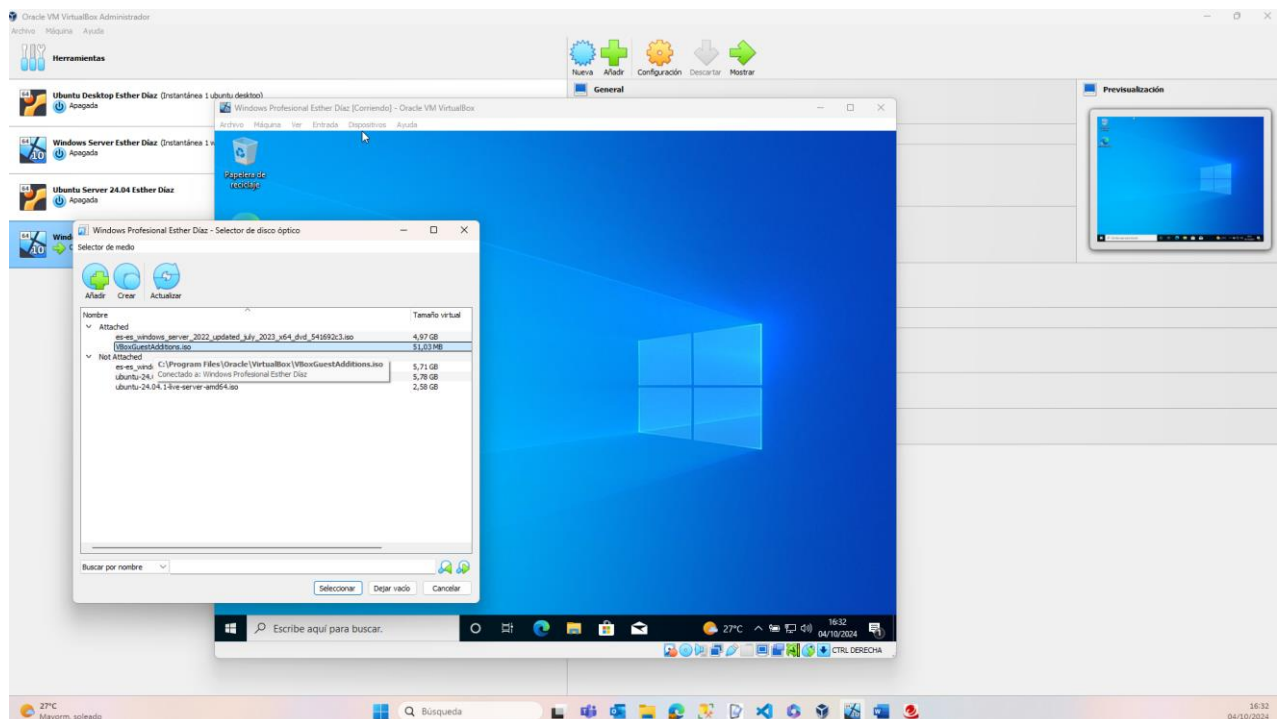 Oracle VM VirtualBox Administrador
Archivo Máquina Ayuda
Herramientas
Nueva Añadir Configuración Descartar Mostrar
Ubuntu Desktop Esther Díaz (Instantánea 1 ubuntu desktop)
Apagada
Windows Server Esther Díaz (Instantánea 1 w
Apagada
Ubuntu Server 24.04 Esther Díaz
Apagada
Wind
C
General
Previsualización
Windows Profesional Esther Díaz [Corriendo] - Oracle VM VirtualBox
Archivo Máquina Ver Entrada Dispositivos Ayuda
Papelera de
reciclaje
Windows Profesional Esther Díaz - Selector de disco óptico
Selector de medio
Añadir Crear Actualizar
Nombre Tamaño virtual
Attached
es-es_windows_server_2022_updated_july_2023_x64_dvd_541692c3.iso 4,97 GB
VBoxGuestAdditions.iso 51,03 MB
Not Attached
es-es_wind 5,71 GB
C:\Program Files\Oracle\VirtualBox\VBoxGuestAdditions.iso
Conectado a: Windows Profesional Esther Díaz
ubuntu-24. 5,78 GB
ubuntu-24.04.1-live-server-amd64.iso 2,58 GB
Buscar por nombre
Seleccionar Dejar vacío Cancelar
Escribe aquí para buscar.
27°C
16:32
04/10/2024
CTRL DERECHA
27°C
Mayorm. soleado
Búsqueda
16:32
04/10/2024